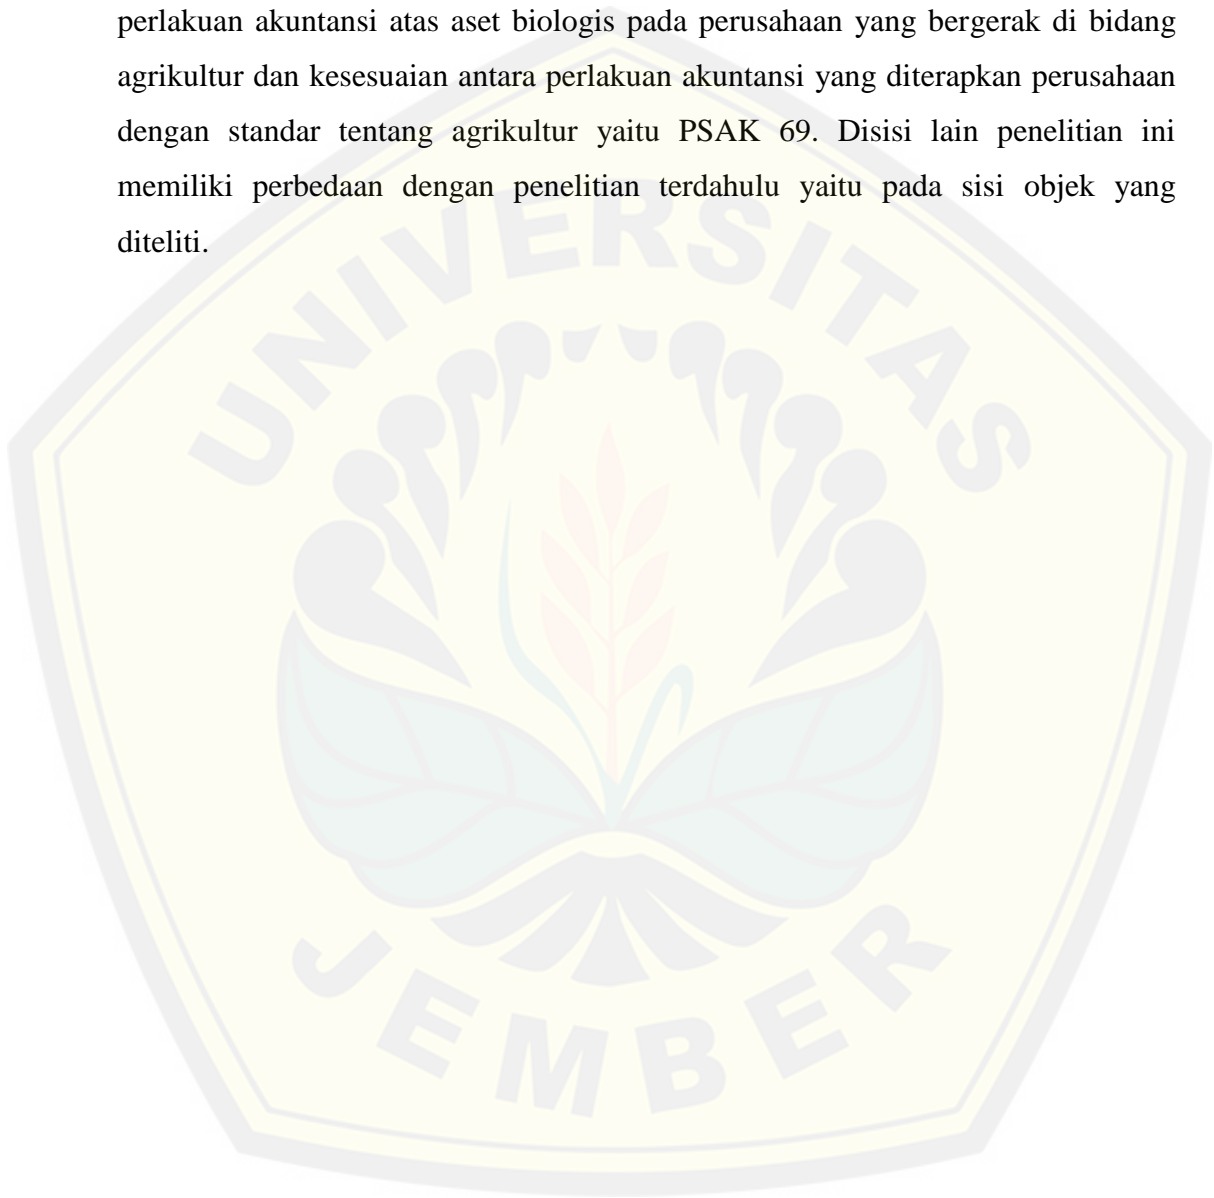 perlakuan akuntansi atas aset biologis pada perusahaan yang bergerak di bidang
agrikultur dan kesesuaian antara perlakuan akuntansi yang diterapkan perusahaan
dengan standar tentang agrikultur yaitu PSAK 69. Disisi lain penelitian ini
memiliki perbedaan dengan penelitian terdahulu yaitu pada sisi objek yang
diteliti.
UNIVERSITAS
JEMBER